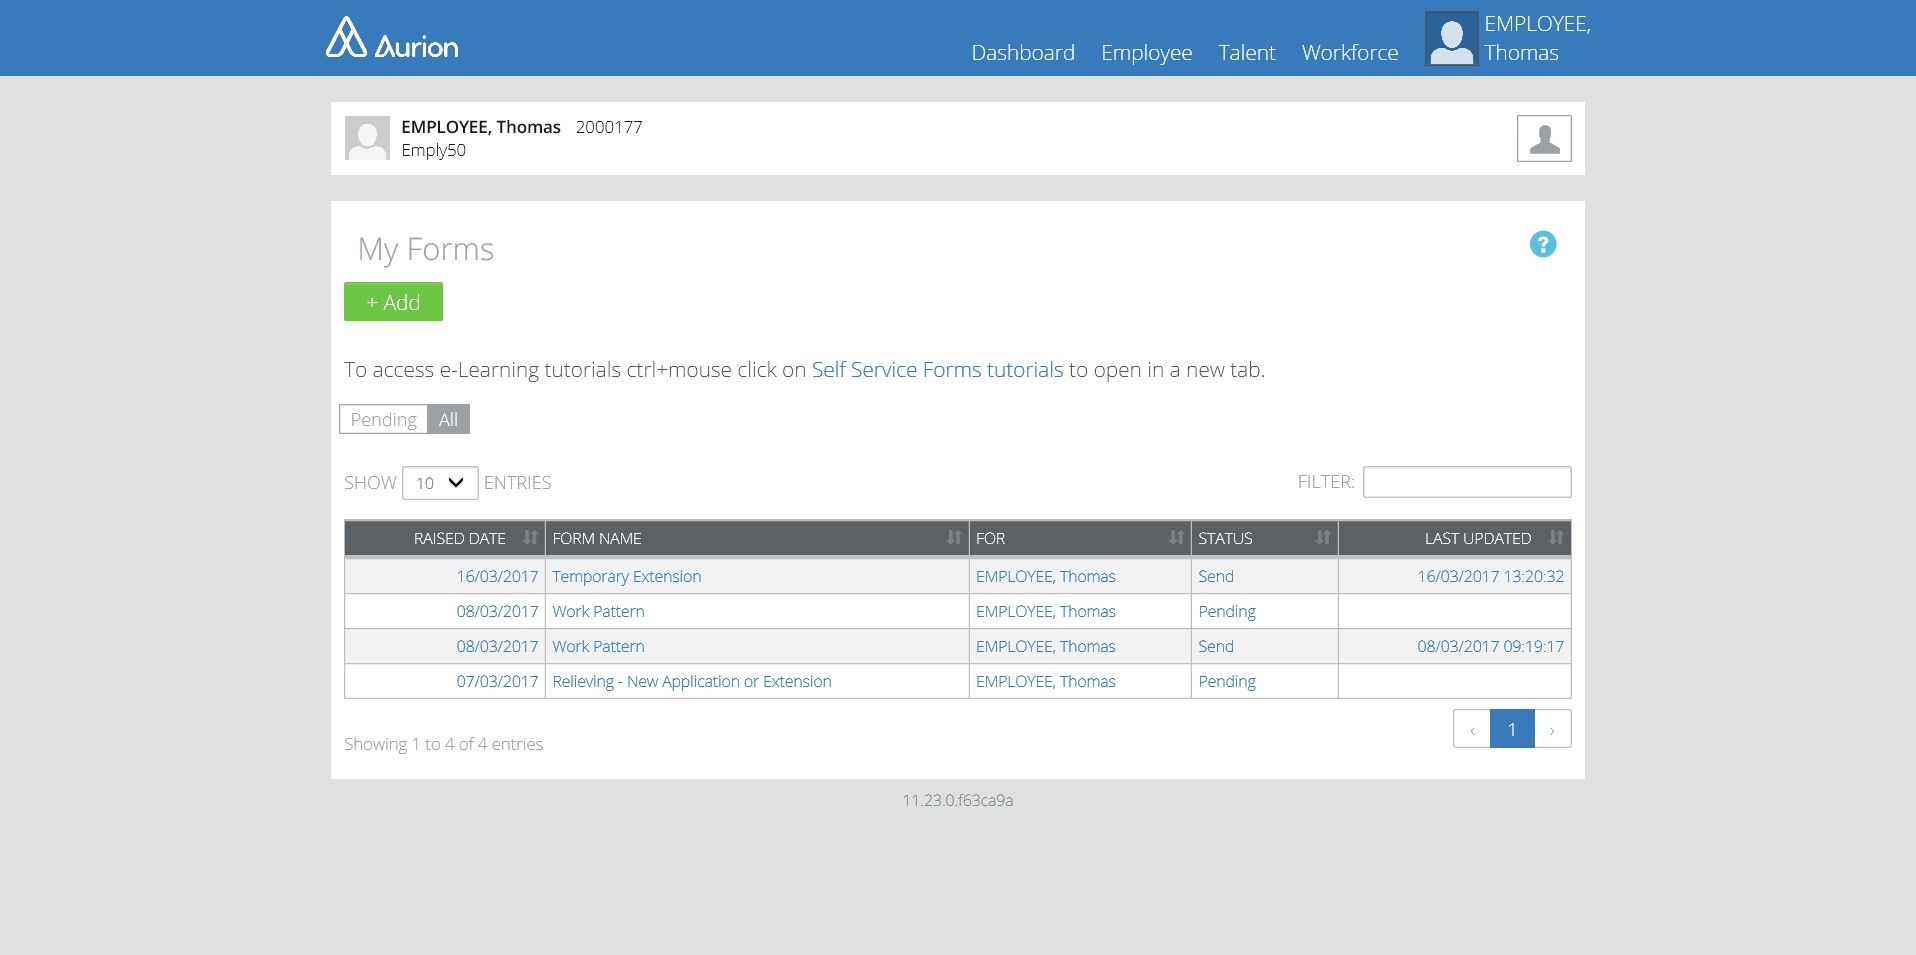 Aurion
Dashboard Employee Talent Workforce
EMPLOYEE,
Thomas
EMPLOYEE, Thomas 2000177
Emply50
My Forms
?
+ Add
To access e-Learning tutorials ctrl+mouse click on Self Service Forms tutorials to open in a new tab.
Pending All
SHOW 10 ENTRIES FILTER:
RAISED DATE FORM NAME FOR STATUS LAST UPDATED
16/03/2017 Temporary Extension EMPLOYEE, Thomas Send 16/03/2017 13:20:32
08/03/2017 Work Pattern EMPLOYEE, Thomas Pending
08/03/2017 Work Pattern EMPLOYEE, Thomas Send 08/03/2017 09:19:17
07/03/2017 Relieving - New Application or Extension EMPLOYEE, Thomas Pending
‹ 1 ›
Showing 1 to 4 of 4 entries
11.23.0.f63ca9a